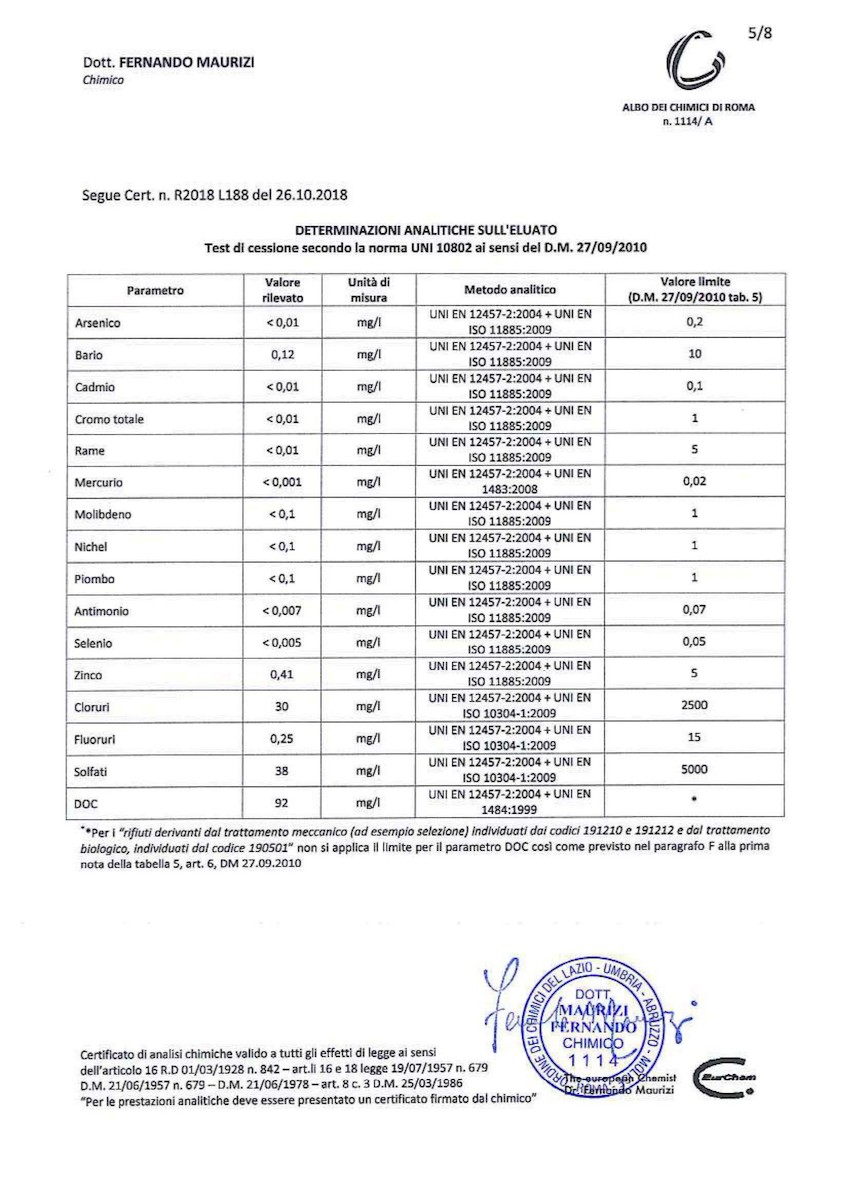 5/8
Dott. FERNANDO MAURIZI
Chimico
ALBO DEI CHIMICI DI ROMA
n. 1114/ A
Segue Cert. n. R2018 L188 del 26.10.2018
DETERMINAZIONI ANALITICHE SULL'ELUATO
Test di cessione secondo la norma UNI 10802 ai sensi del D.M. 27/09/2010
Parametro Valore rilevato Unità di misura Metodo analitico Valore limite (D.M. 27/09/2010 tab. 5)
Arsenico < 0,01 mg/l UNI EN 12457-2:2004 + UNI EN ISO 11885:2009 0,2
Bario 0,12 mg/l UNI EN 12457-2:2004 + UNI EN ISO 11885:2009 10
Cadmio < 0,01 mg/l UNI EN 12457-2:2004 + UNI EN ISO 11885:2009 0,1
Cromo totale < 0,01 mg/l UNI EN 12457-2:2004 + UNI EN ISO 11885:2009 1
Rame < 0,01 mg/l UNI EN 12457-2:2004 + UNI EN ISO 11885:2009 5
Mercurio < 0,001 mg/l UNI EN 12457-2:2004 + UNI EN 1483:2008 0,02
Molibdeno < 0,1 mg/l UNI EN 12457-2:2004 + UNI EN ISO 11885:2009 1
Nichel < 0,1 mg/l UNI EN 12457-2:2004 + UNI EN ISO 11885:2009 1
Piombo < 0,1 mg/l UNI EN 12457-2:2004 + UNI EN ISO 11885:2009 1
Antimonio < 0,007 mg/l UNI EN 12457-2:2004 + UNI EN ISO 11885:2009 0,07
Selenio < 0,005 mg/l UNI EN 12457-2:2004 + UNI EN ISO 11885:2009 0,05
Zinco 0,41 mg/l UNI EN 12457-2:2004 + UNI EN ISO 11885:2009 5
Cloruri 30 mg/l UNI EN 12457-2:2004 + UNI EN ISO 10304-1:2009 2500
Fluoruri 0,25 mg/l UNI EN 12457-2:2004 + UNI EN ISO 10304-1:2009 15
Solfati 38 mg/l UNI EN 12457-2:2004 + UNI EN ISO 10304-1:2009 5000
DOC 92 mg/l UNI EN 12457-2:2004 + UNI EN 1484:1999 *
**Per i "rifiuti derivanti dal trattamento meccanico (ad esempio selezione) individuati dai codici 191210 e 191212 e dal trattamento
biologico, individuati dal codice 190501" non si applica il limite per il parametro DOC così come previsto nel paragrafo F alla prima
nota della tabella 5, art. 6, DM 27.09.2010
ORDINE DEI CHIMICI DEL LAZIO - UMBRIA - ABRUZZO - MOLISE
DOTT.
MAURIZI
FERNANDO
CHIMICO
1114
ROMA
Certificato di analisi chimiche valido a tutti gli effetti di legge ai sensi
dell'articolo 16 R.D 01/03/1928 n. 842 – art.li 16 e 18 legge 19/07/1957 n. 679
D.M. 21/06/1957 n. 679 – D.M. 21/06/1978 – art. 8 c. 3 D.M. 25/03/1986
"Per le prestazioni analitiche deve essere presentato un certificato firmato dal chimico"
The european Chemist
Dr. Fernando Maurizi
EurChem